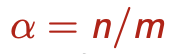 α = n/m